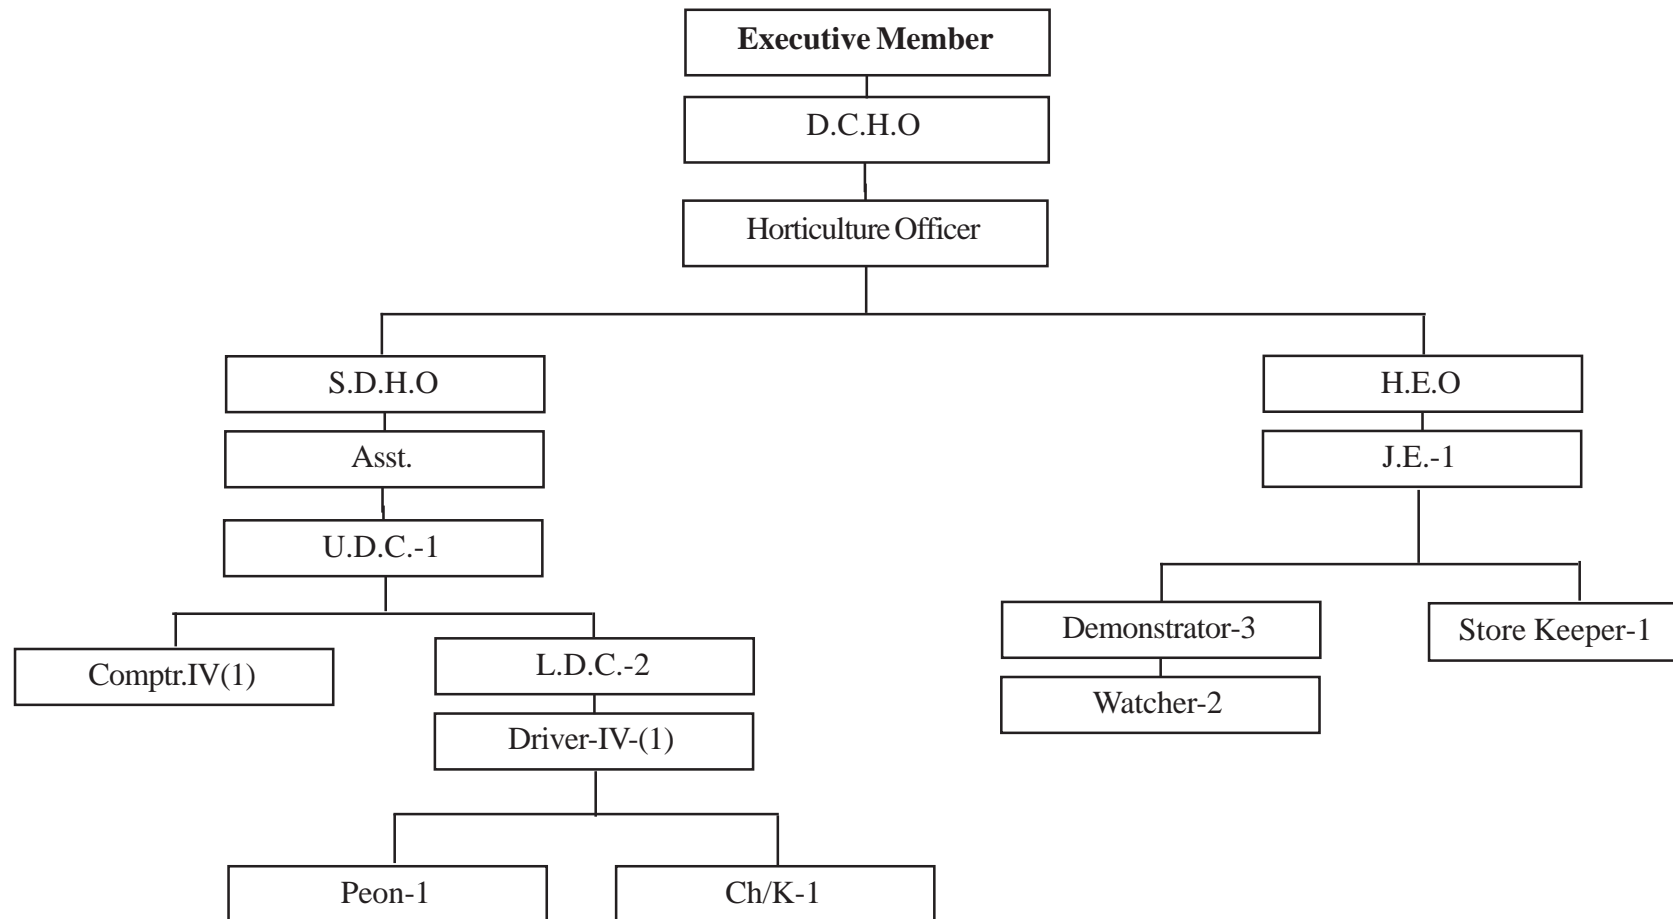 Executive Member
D.C.H.O
Horticulture Officer
S.D.H.O
H.E.O
Asst.
J.E.-1
U.D.C.-1
Demonstrator-3
Store Keeper-1
Comptr.IV(1)
L.D.C.-2
Watcher-2
Driver-IV-(1)
Peon-1
Ch/K-1